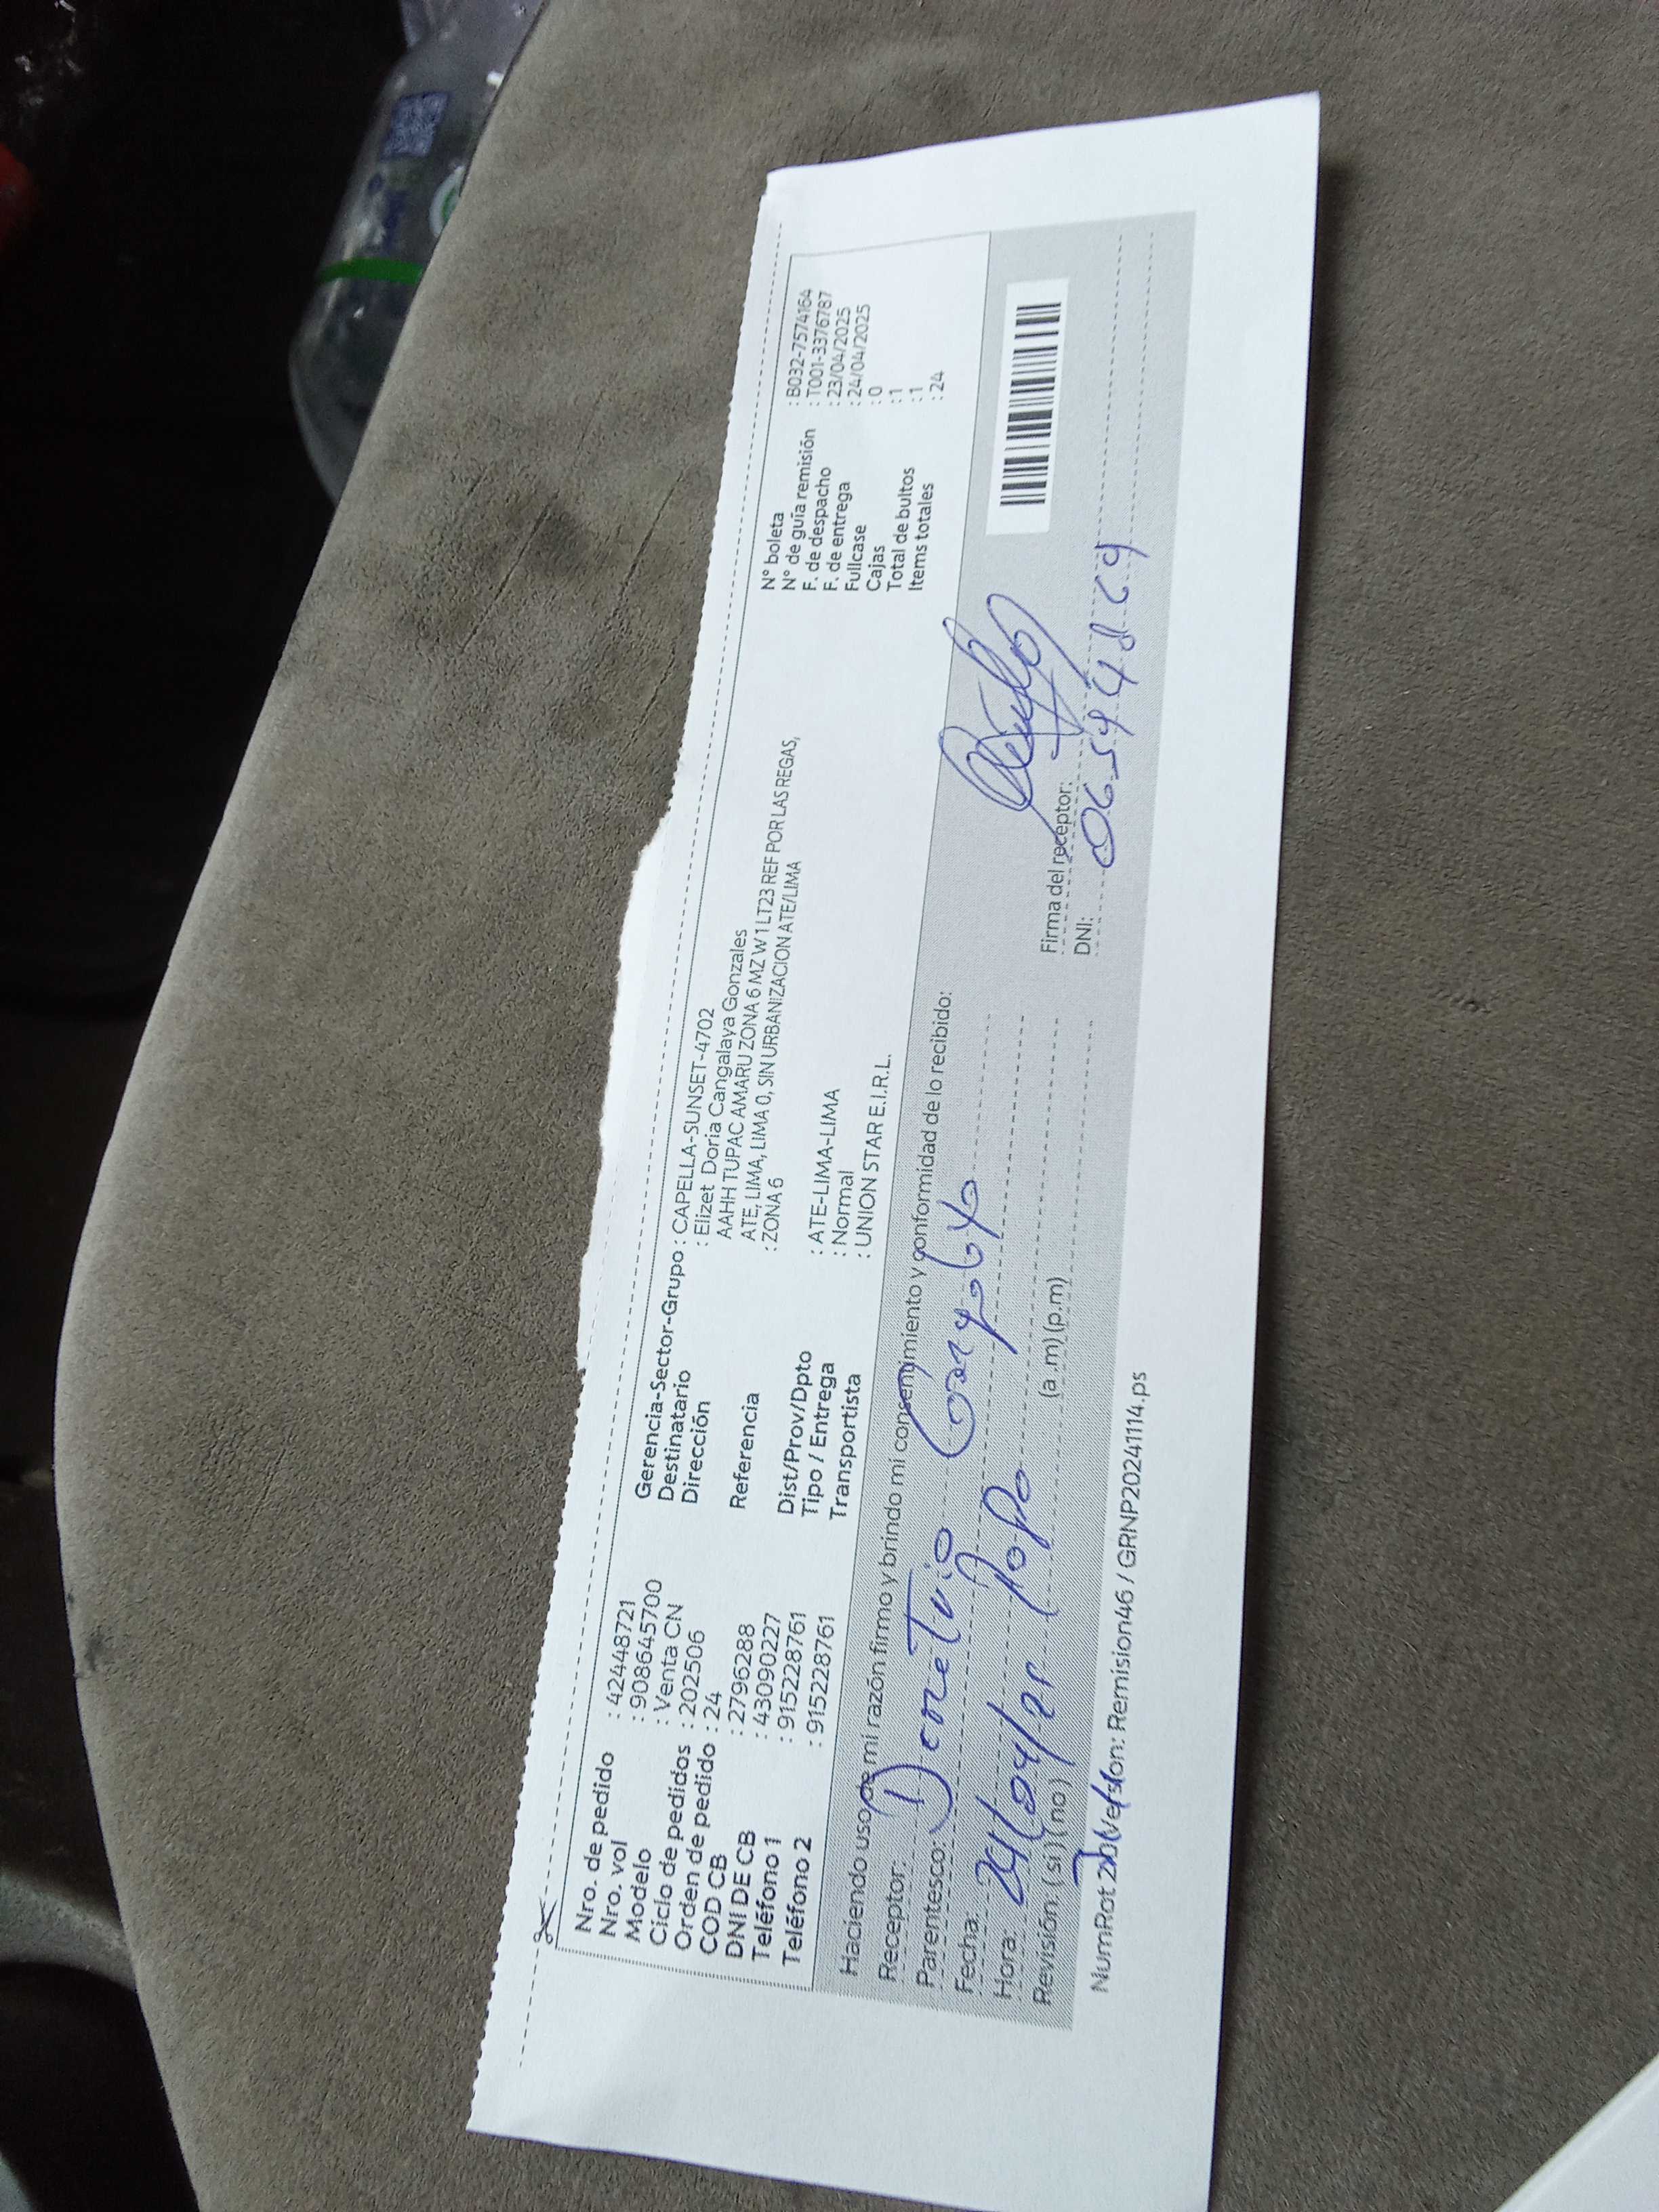 Nro. de pedido : 42448721
Nro. vol : 908645700
Modelo : Venta CN
Ciclo de pedidos : 202506
Orden de pedido : 24
COD CB : 2796288
DNI DE CB : 43090227
Teléfono 1 : 915228761
Teléfono 2 : 915228761
Gerencia-Sector-Grupo : CAPELLA-SUNSET-4702
Destinatario : Elizet Doria Cangalaya Gonzales
Dirección AAHH TUPAC AMARU ZONA 6 MZ W 1 LT23 REF POR LAS REGAS,
ATE, LIMA, LIMA 0, SIN URBANIZACION ATE/LIMA
Referencia : ZONA 6
Dist/Prov/Dpto : ATE-LIMA-LIMA
Tipo / Entrega : Normal
Transportista : UNION STAR E.I.R.L.
N° boleta : B032-7574164
N° de guía remisión : T001-3376787
F. de despacho : 23/04/2025
F. de entrega : 24/04/2025
Fullcase : 0
Cajas : 1
Total de bultos : 1
Items totales : 24
Haciendo uso de mi razón firmo y brindo mi consentimiento y conformidad de lo recibido:
Receptor: Demetrio
Parentesco: Papa
Fecha: 24/04/25
Hora: (a.m) (p.m)
Revisión: (si) (no)
Firma del receptor:
DNI:
NumRot 2b Version: Remision46 / GRNP20241114.ps